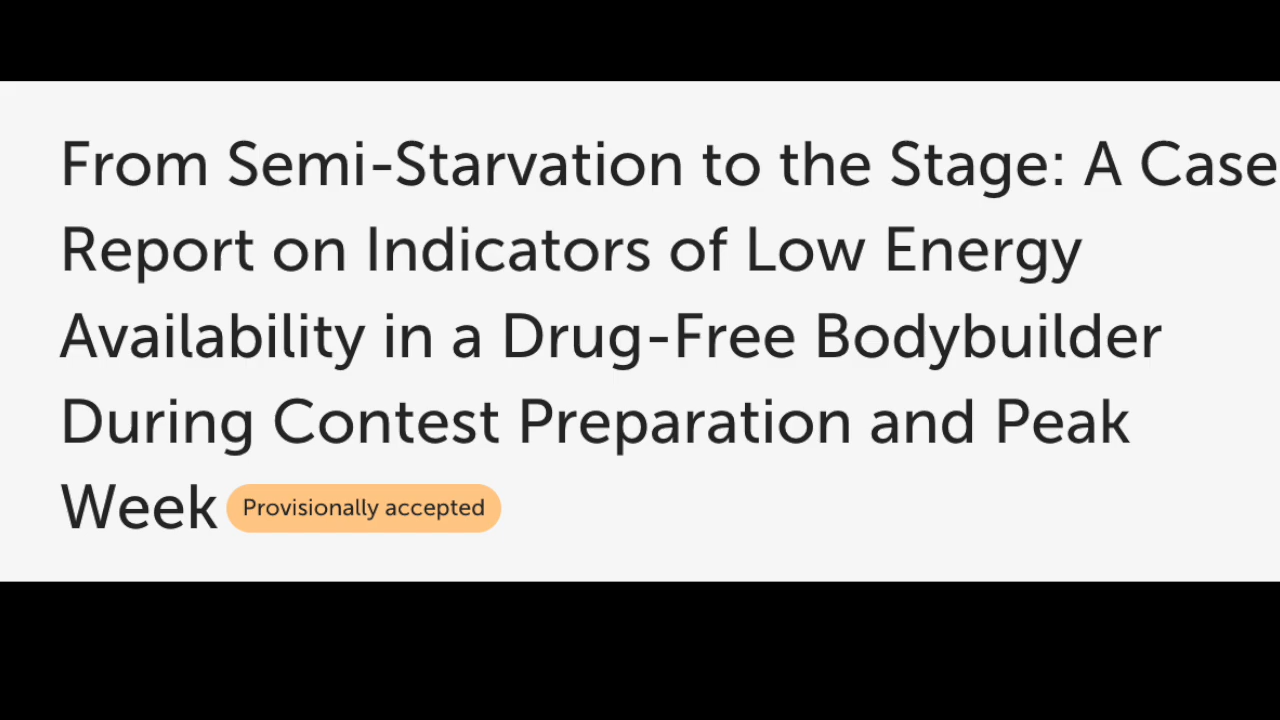 From Semi-Starvation to the Stage: A Case
Report on Indicators of Low Energy
Availability in a Drug-Free Bodybuilder
During Contest Preparation and Peak
Week Provisionally accepted